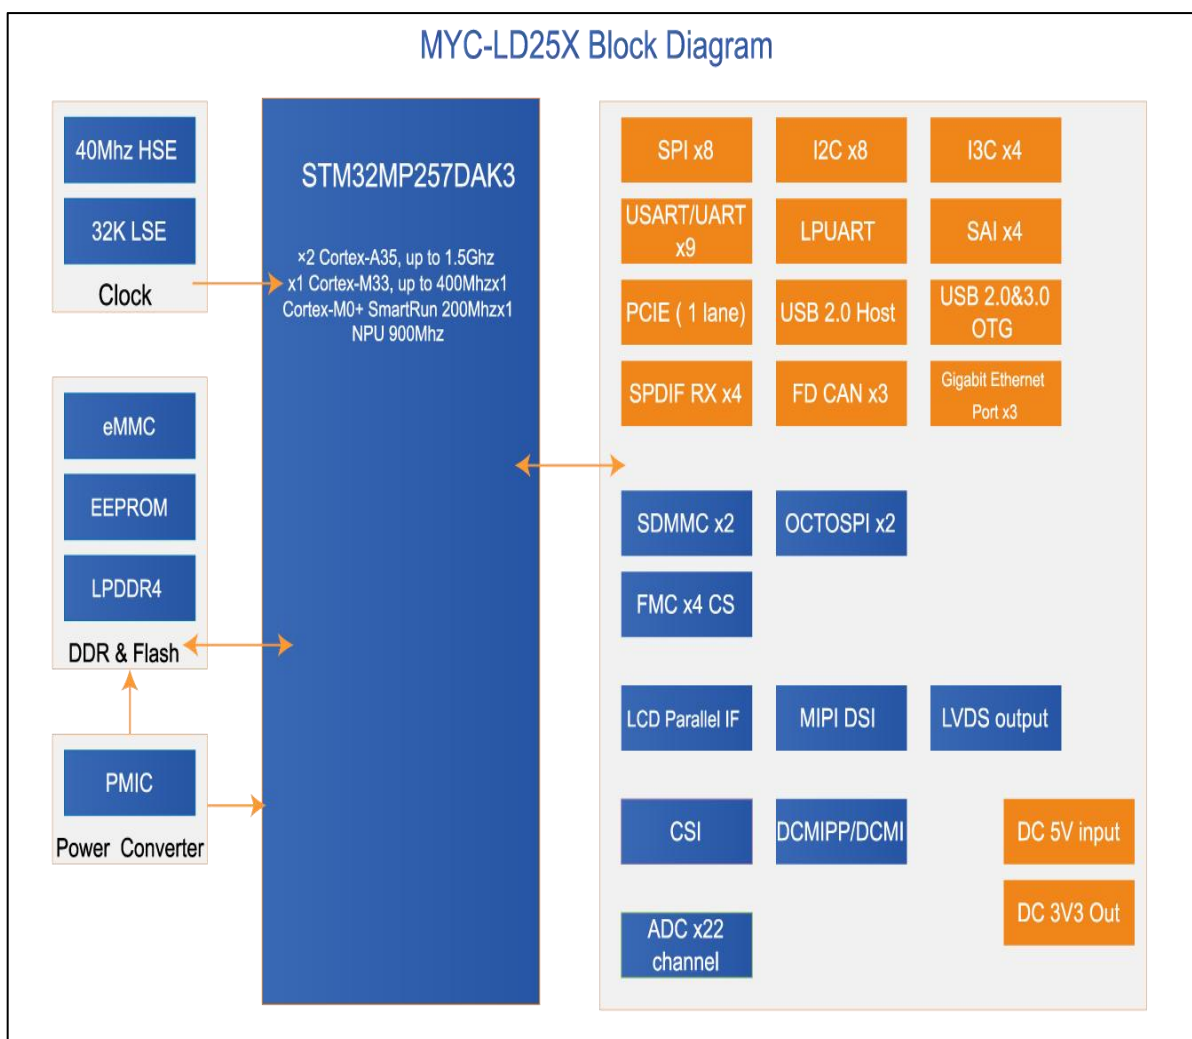 MYC-LD25X Block Diagram
40Mhz HSE
32K LSE
Clock
eMMC
EEPROM
LPDDR4
DDR & Flash
PMIC
Power Converter
STM32MP257DAK3
×2 Cortex-A35, up to 1.5Ghz
x1 Cortex-M33, up to 400Mhzx1
Cortex-M0+ SmartRun 200Mhzx1
NPU 900Mhz
SPI x8
I2C x8
I3C x4
USART/UART
x9
LPUART
SAI x4
PCIE ( 1 lane)
USB 2.0 Host
USB 2.0&3.0
OTG
SPDIF RX x4
FD CAN x3
Gigabit Ethernet
Port x3
SDMMC x2
OCTOSPI x2
FMC x4 CS
LCD Parallel IF
MIPI DSI
LVDS output
CSI
DCMIPP/DCMI
DC 5V input
DC 3V3 Out
ADC x22
channel